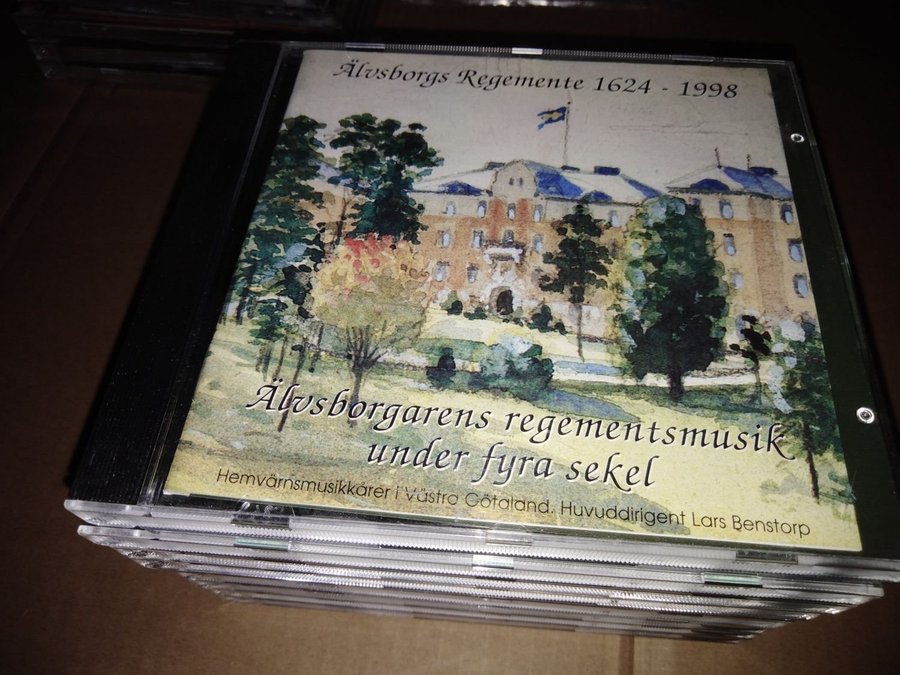 Älvsborgs Regemente 1624 - 1998
Älvsborgarens regementsmusik
under fyra sekel
Hemvärnsmusikkårer i Västra Götaland. Huvuddirigent Lars Benstorp